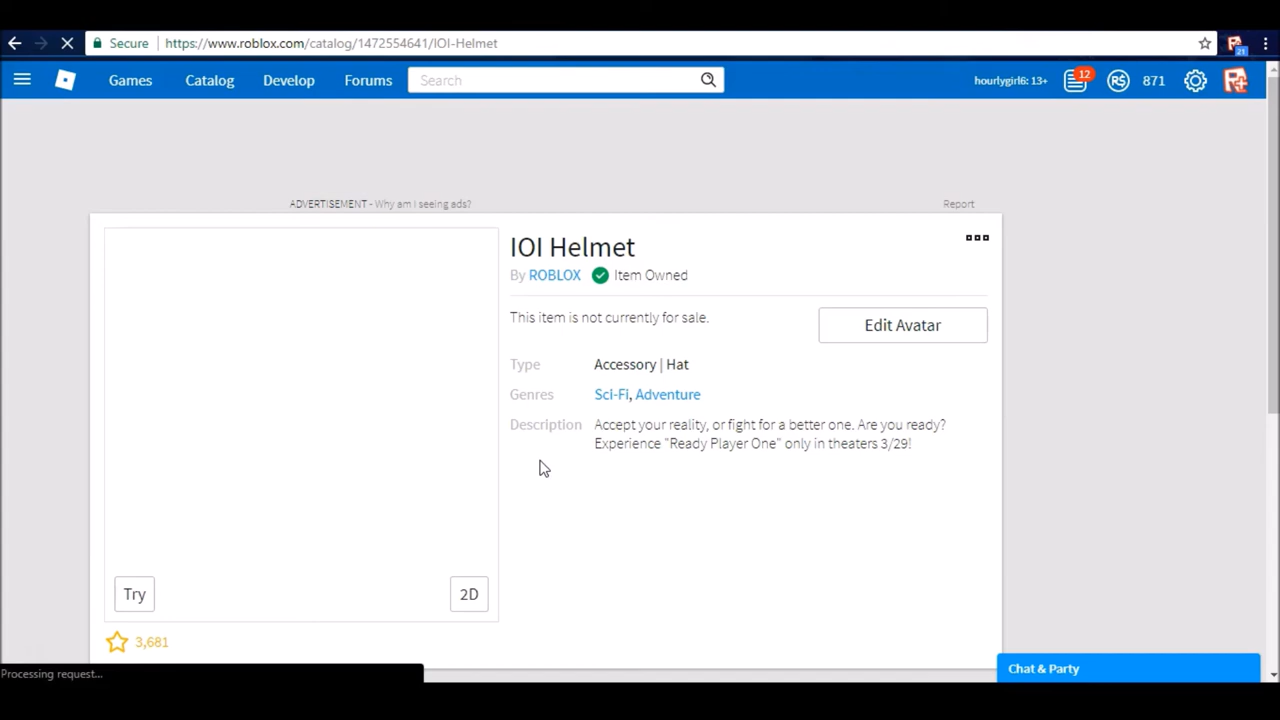 Secure https://www.roblox.com/catalog/1472554641/IOI-Helmet
21
Games Catalog Develop Forums Search hourlygirl6: 13+ 12 R$ 871
ADVERTISEMENT - Why am I seeing ads? Report
IOI Helmet
By ROBLOX Item Owned
This item is not currently for sale. Edit Avatar
Type Accessory | Hat
Genres Sci-Fi, Adventure
Description Accept your reality, or fight for a better one. Are you ready?
Experience "Ready Player One" only in theaters 3/29!
Try 2D
3,681
Processing request...
Chat & Party